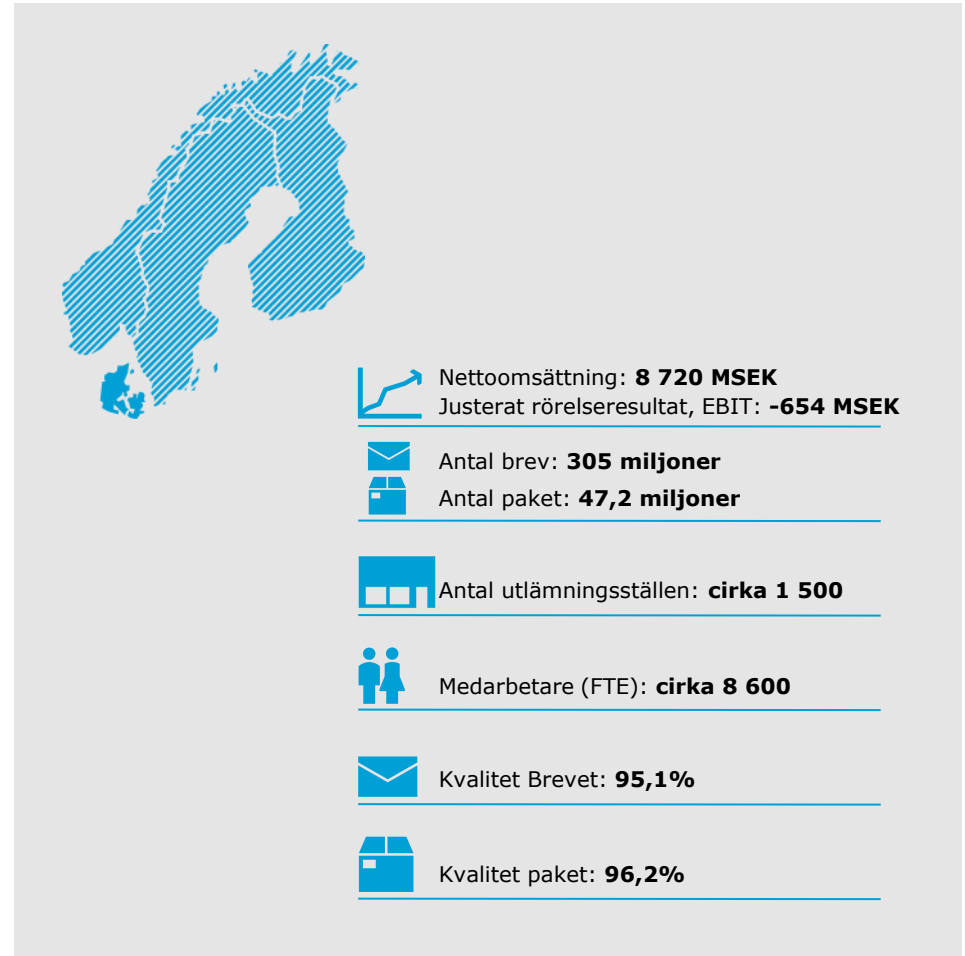 Nettoomsättning: 8 720 MSEK
Justerat rörelseresultat, EBIT: -654 MSEK
Antal brev: 305 miljoner
Antal paket: 47,2 miljoner
Antal utlämningsställen: cirka 1 500
Medarbetare (FTE): cirka 8 600
Kvalitet Brevet: 95,1%
Kvalitet paket: 96,2%